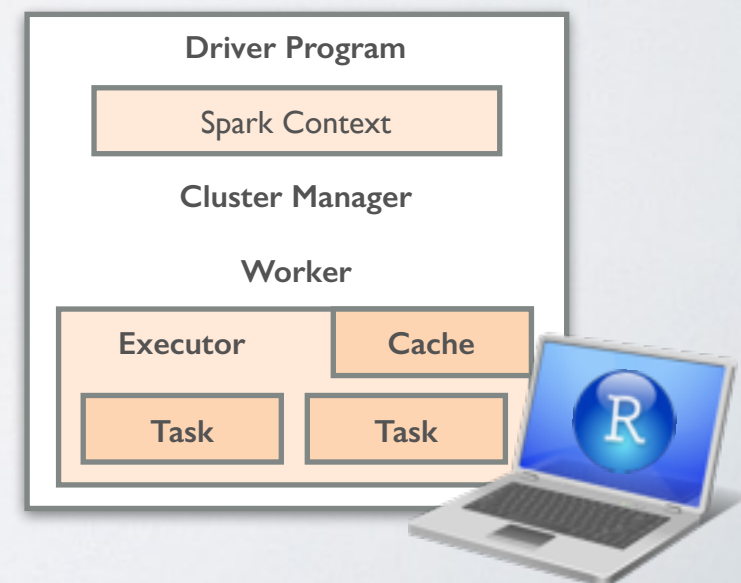 Driver Program
Spark Context
Cluster Manager
Worker
Executor
Cache
Task
Task
R